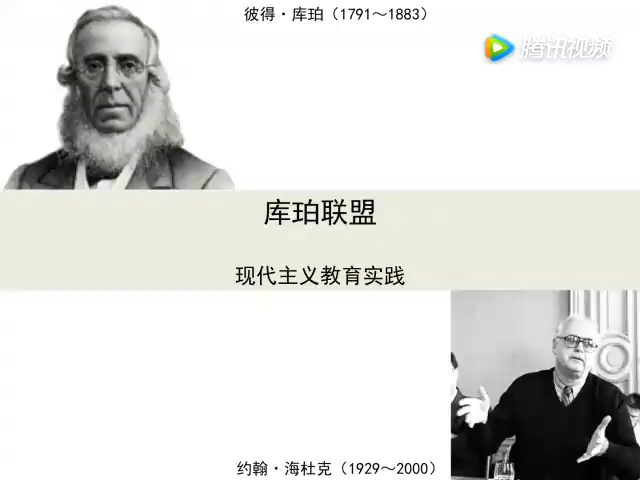 彼得·库珀（1791～1883）
腾讯视频
库珀联盟
现代主义教育实践
约翰·海杜克（1929～2000）